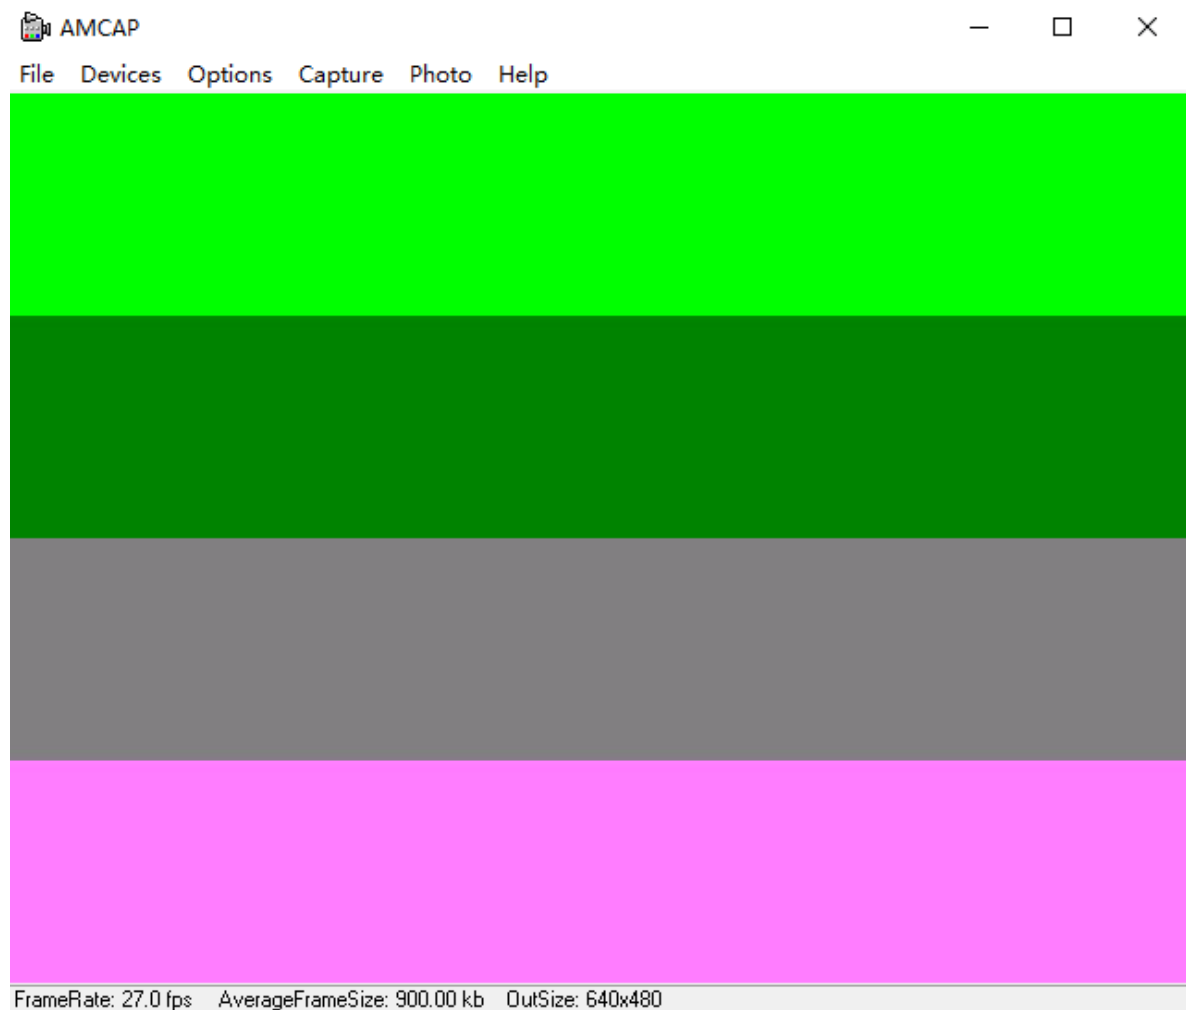 AMCAP
File Devices Options Capture Photo Help
FrameRate: 27.0 fps AverageFrameSize: 900.00 kb OutSize: 640x480